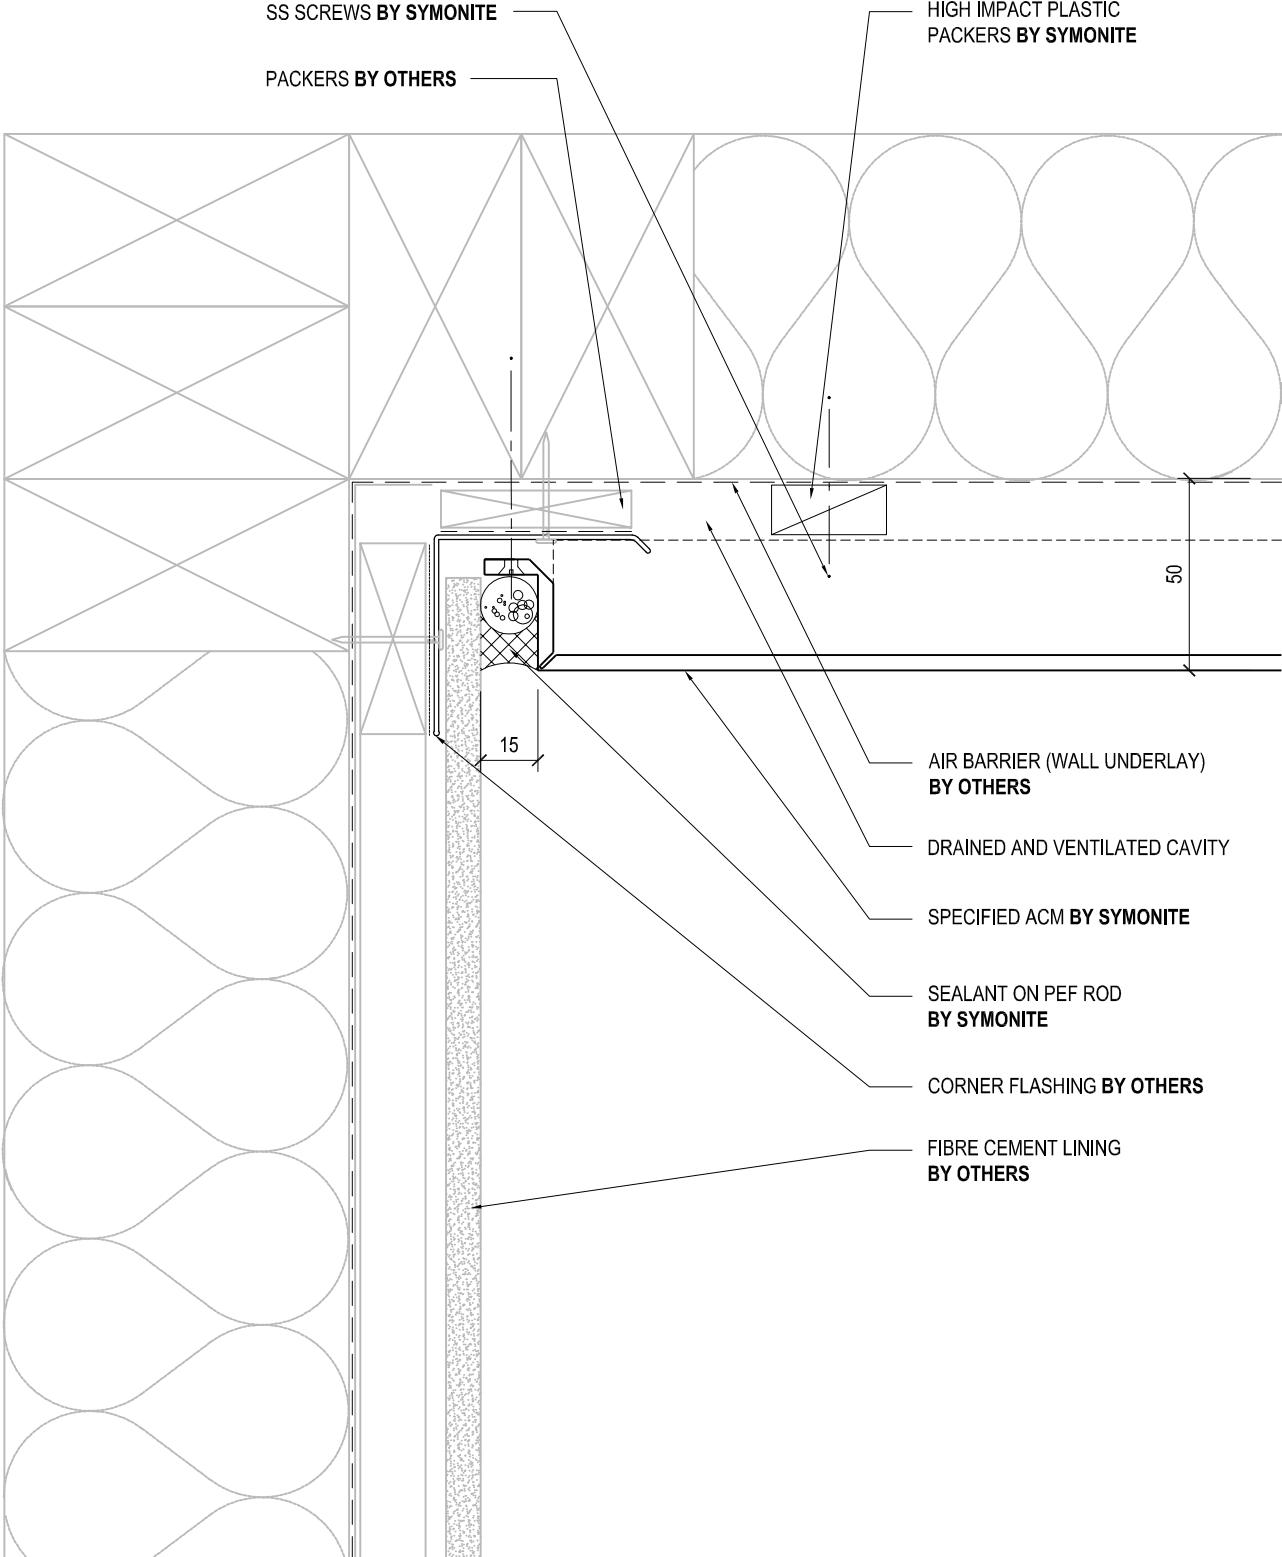 SS SCREWS BY SYMONITE
HIGH IMPACT PLASTIC
PACKERS BY SYMONITE
PACKERS BY OTHERS
50
15
AIR BARRIER (WALL UNDERLAY)
BY OTHERS
DRAINED AND VENTILATED CAVITY
SPECIFIED ACM BY SYMONITE
SEALANT ON PEF ROD
BY SYMONITE
CORNER FLASHING BY OTHERS
FIBRE CEMENT LINING
BY OTHERS